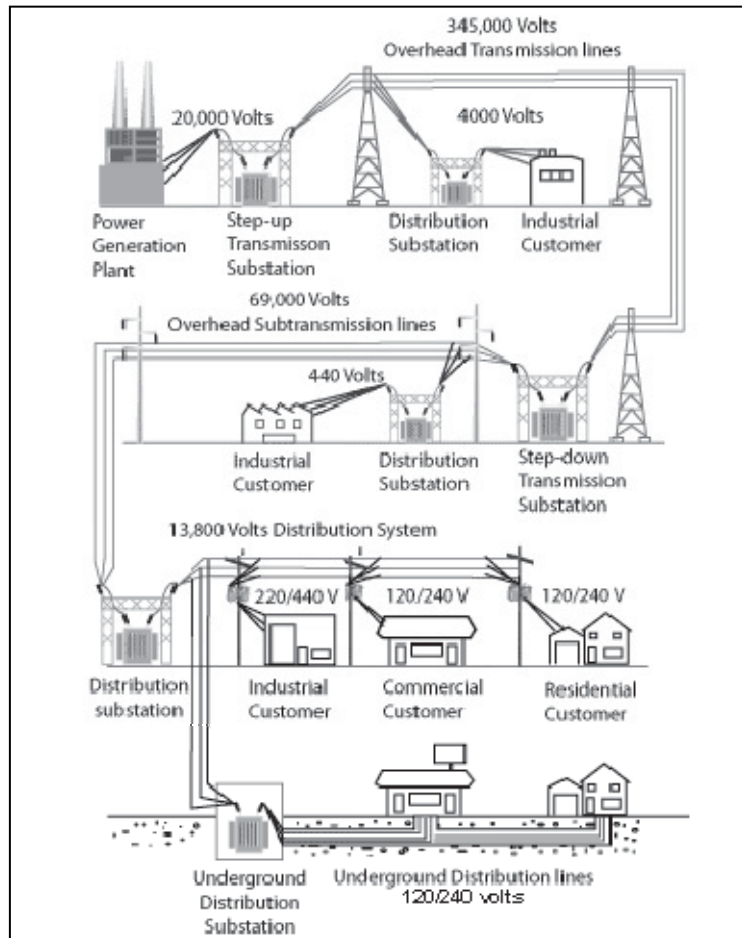 345,000 Volts
Overhead Transmission lines
20,000 Volts
4000 Volts
Power
Generation
Plant
Step-up
Transmisson
Substation
Distribution
Substation
Industrial
Customer
69,000 Volts
Overhead Subtransmission lines
440 Volts
Industrial
Customer
Distribution
Substation
Step-down
Transmission
Substation
13,800 Volts Distribution System
220/440 V
120/240 V
120/240 V
Distribution
substation
Industrial
Customer
Commercial
Customer
Residential
Customer
Underground
Distribution
Substation
Underground Distribution lines
120/240 volts